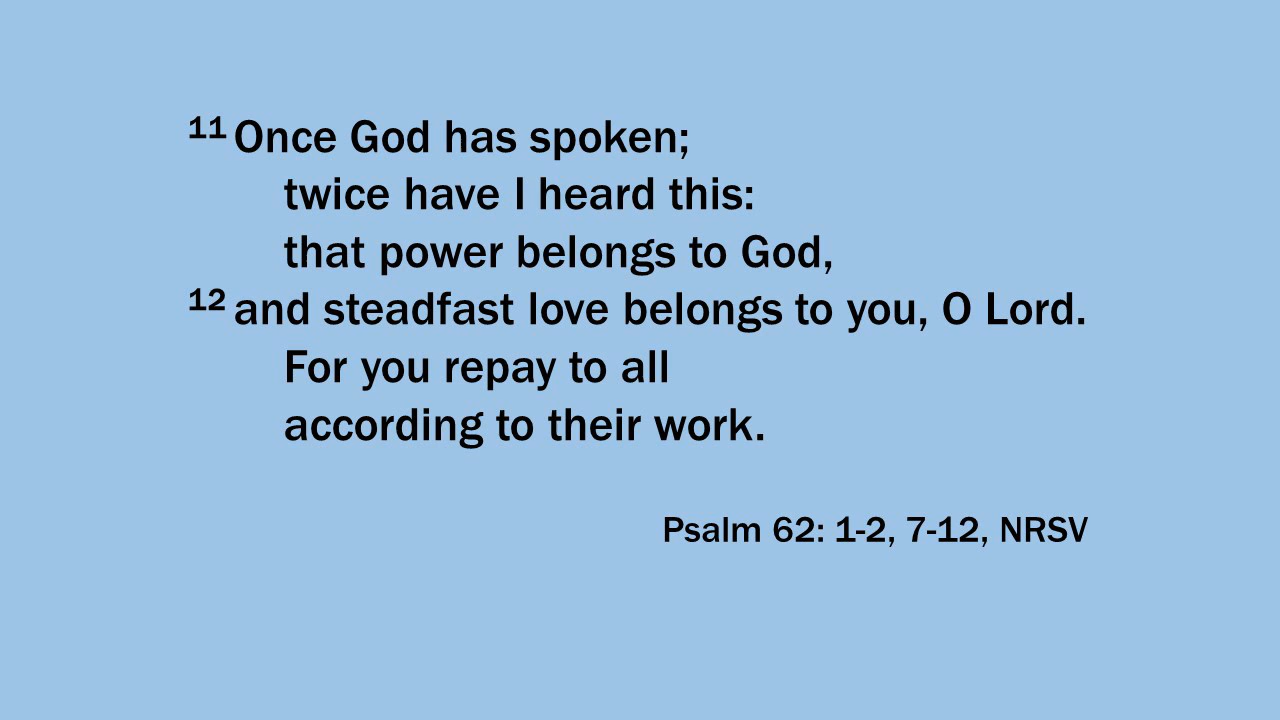 11 Once God has spoken;
twice have I heard this:
that power belongs to God,
12 and steadfast love belongs to you, O Lord.
For you repay to all
according to their work.
Psalm 62: 1-2, 7-12, NRSV